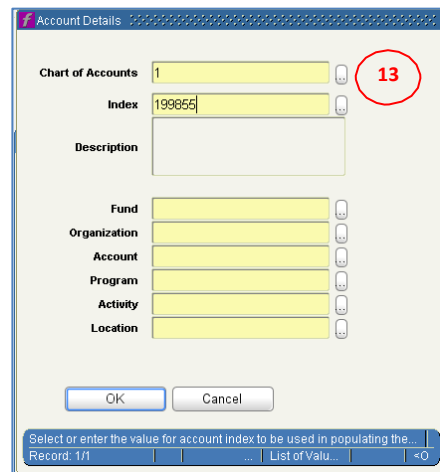 Account Details
Chart of Accounts 1 ... 13
Index 199855 ...
Description
Fund ...
Organization ...
Account ...
Program ...
Activity ...
Location ...
OK Cancel
Select or enter the value for account index to be used in populating the...
Record: 1/1 ... List of Valu... <O